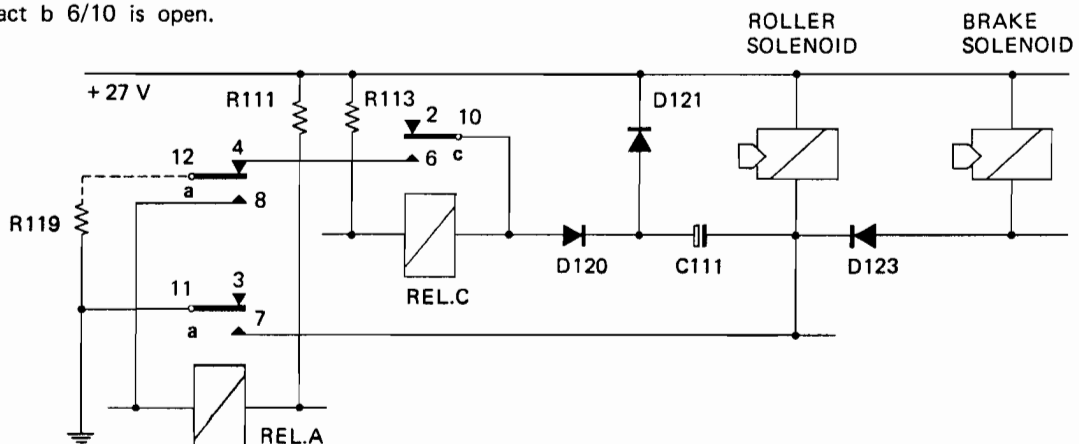 act b 6/10 is open.
ROLLER
SOLENOID
BRAKE
SOLENOID
+ 27 V
R111
R113
D121
2
10
12
4
6
c
a
8
R119
D120
C111
D123
11
3
REL.C
a
7
REL.A